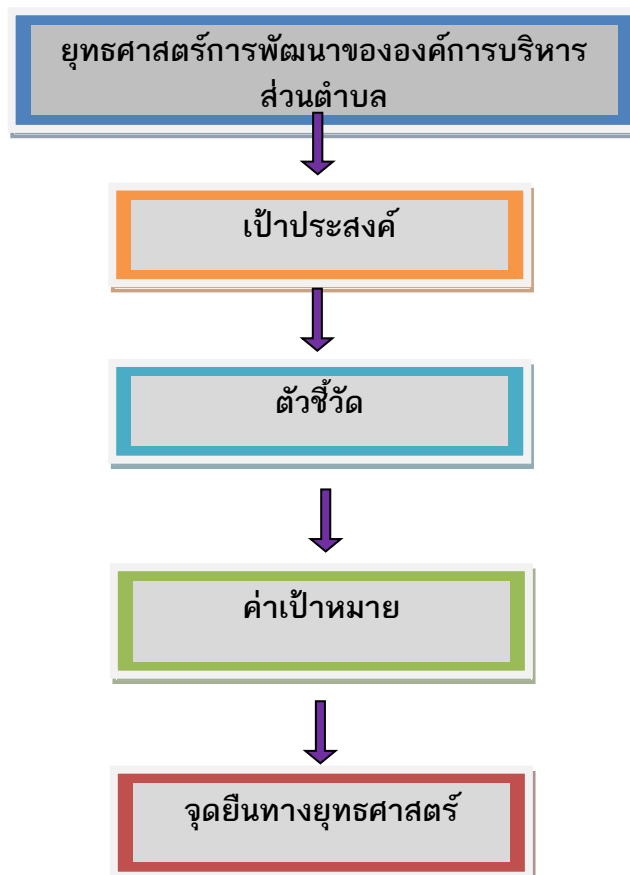 ยุทธศาสตร์การพัฒนาขององค์การบริหาร
ส่วนตำบล
เป้าประสงค์
ตัวชี้วัด
ค่าเป้าหมาย
จุดยืนทางยุทธศาสตร์